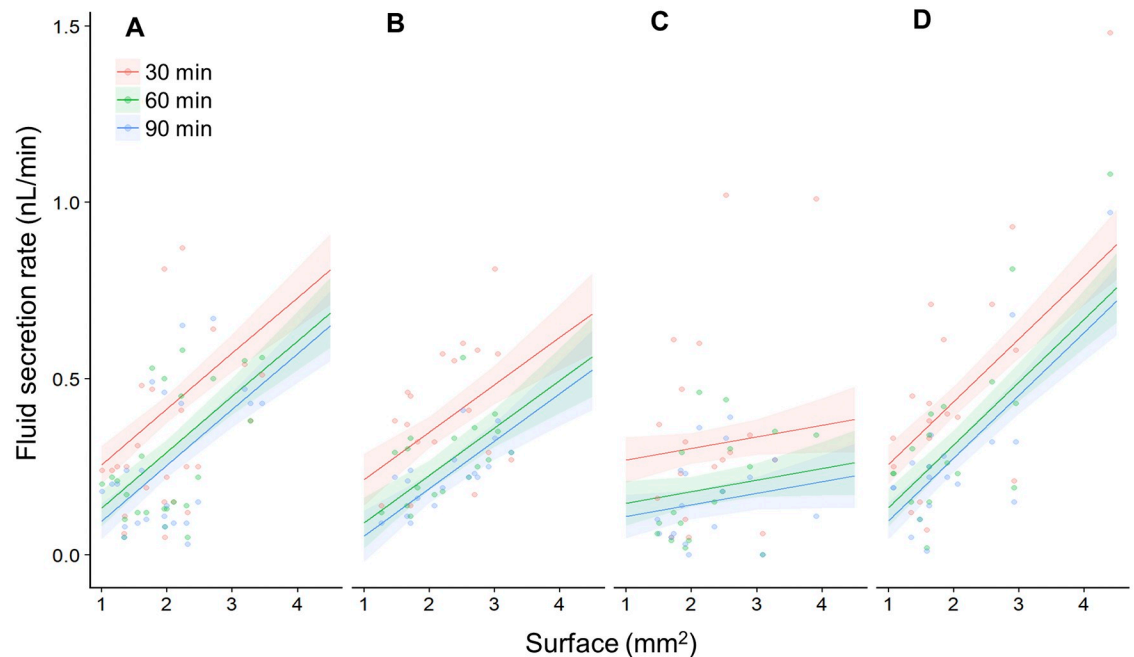 A B C D
1.5
30 min
60 min
90 min
1.0
0.5
0.0
Fluid secretion rate (nL/min)
1 2 3 4 1 2 3 4 1 2 3 4 1 2 3 4
Surface (mm²)